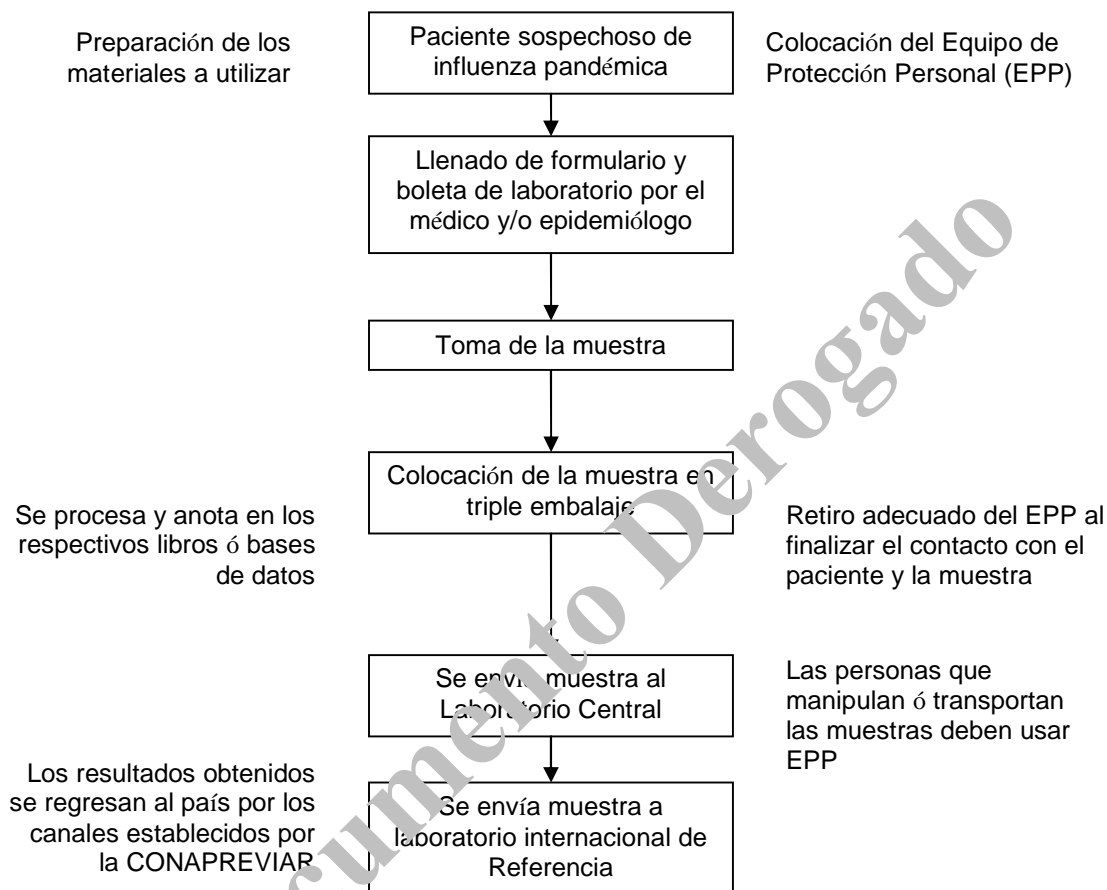 Preparación de los
materiales a utilizar
Paciente sospechoso de
influenza pandémica
Colocación del Equipo de
Protección Personal (EPP)
Llenado de formulario y
boleta de laboratorio por el
médico y/o epidemiólogo
Toma de la muestra
Colocación de la muestra en
triple embalaje
Se procesa y anota en los
respectivos libros ó bases
de datos
Retiro adecuado del EPP al
finalizar el contacto con el
paciente y la muestra
Se envía muestra al
Laboratorio Central
Las personas que
manipulan ó transportan
las muestras deben usar
EPP
Los resultados obtenidos
se regresan al país por los
canales establecidos por
la CONAPREVIAR
Se envía muestra a
laboratorio internacional de
Referencia
cumento Derogado